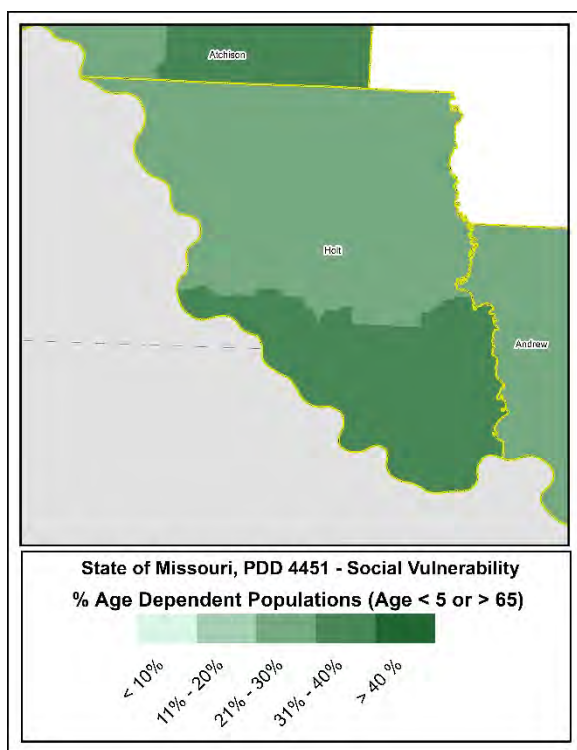 Atchison
Holt
Andrew
State of Missouri, PDD 4451 - Social Vulnerability
% Age Dependent Populations (Age < 5 or > 65)
< 10%
11% - 20%
21% - 30%
31% - 40%
> 40 %